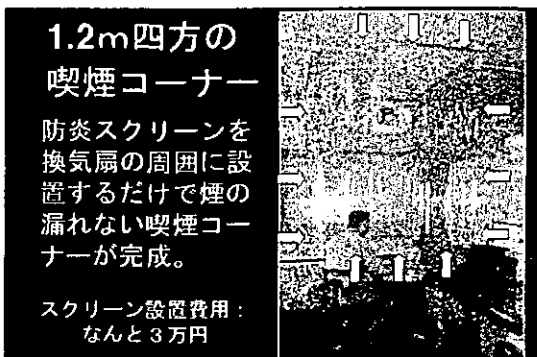 1.2m四方の
喫煙コーナー
防炎スクリーンを
換気扇の周囲に設
置するだけで煙の
漏れない喫煙コー
ナーが完成。
スクリーン設置費用：
なんと３万円